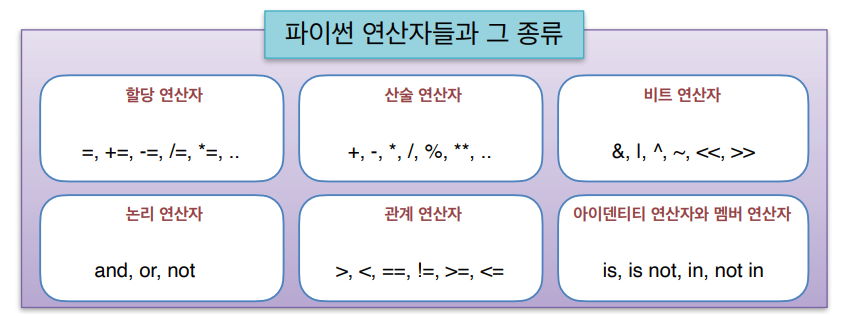 파이썬 연산자들과 그 종류
할당 연산자
=, +=, -=, /=, *=, ..
산술 연산자
+, -, *, /, %, **, ..
비트 연산자
&, |, ^, ~, <<, >>
논리 연산자
and, or, not
관계 연산자
>, <, ==, !=, >=, <=
아이덴티티 연산자와 멤버 연산자
is, is not, in, not in